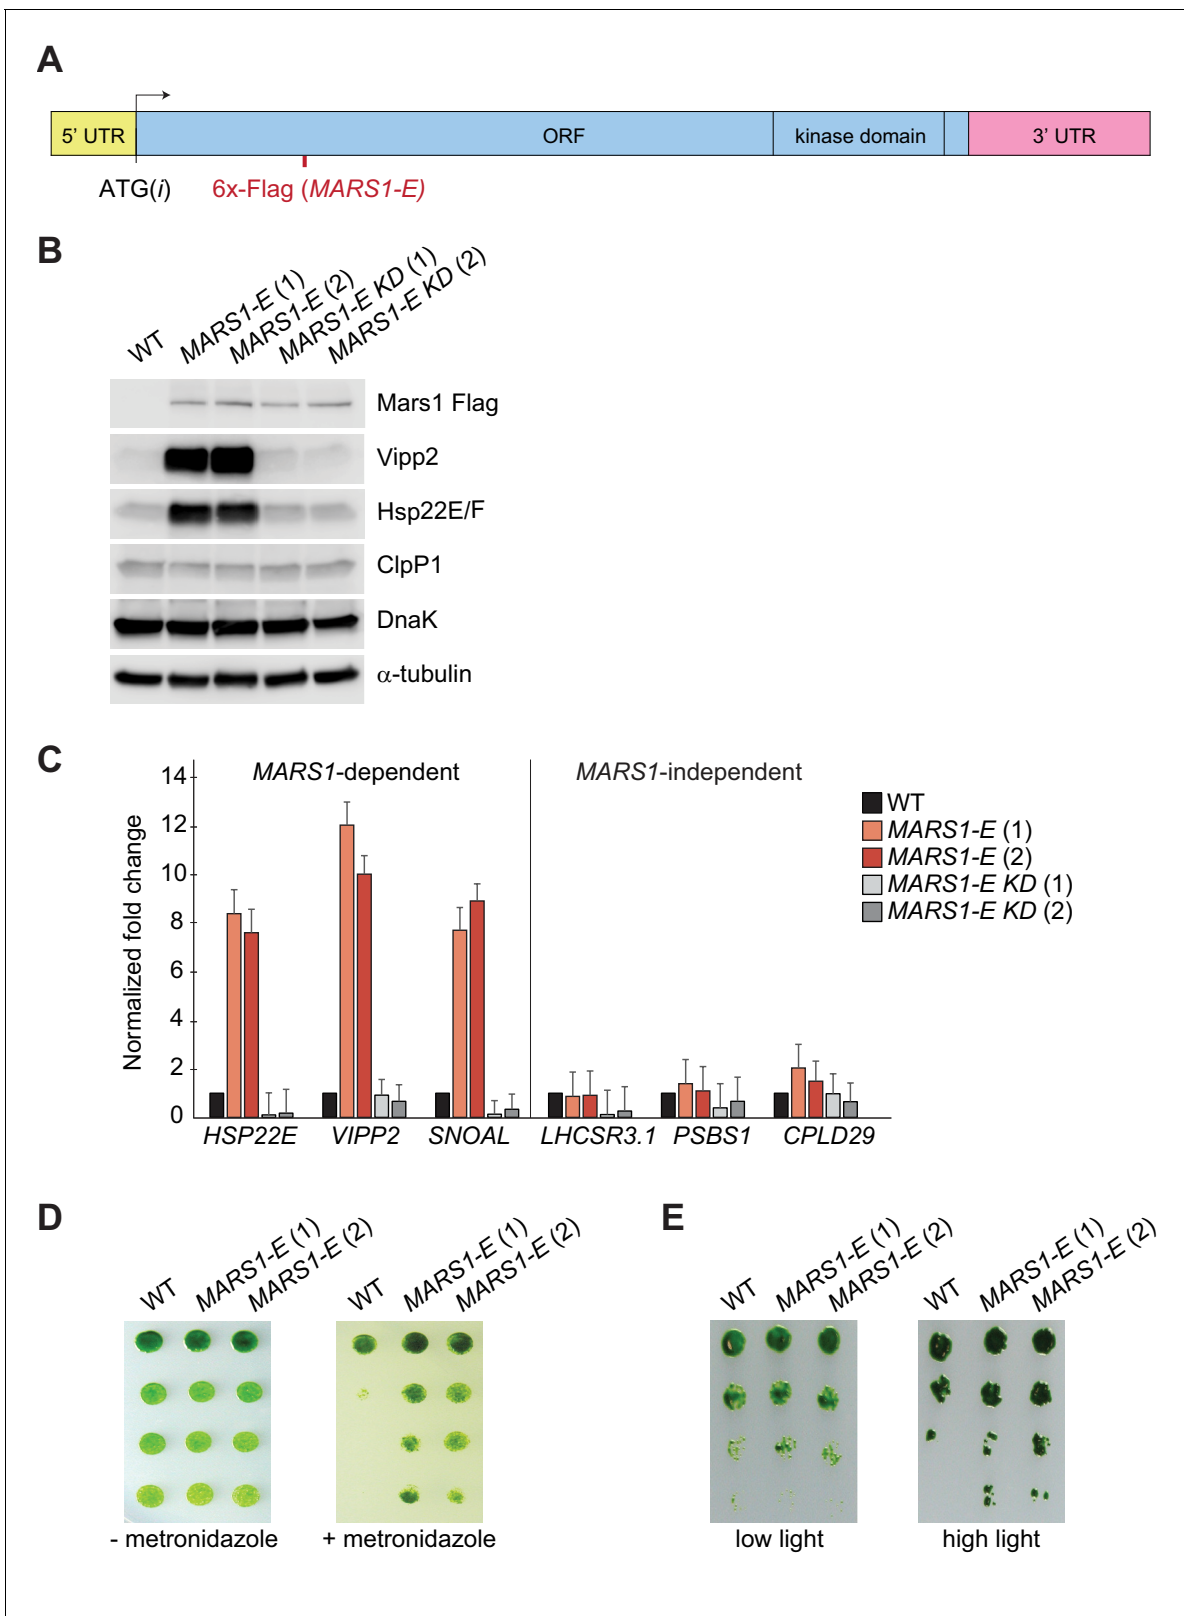 A
5' UTR
ORF
kinase domain
3' UTR
ATG(i)
6x-Flag (MARS1-E)
B
WT
MARS1-E (1)
MARS1-E (2)
MARS1-E KD (1)
MARS1-E KD (2)
Mars1 Flag
Vipp2
Hsp22E/F
ClpP1
DnaK
α-tubulin
C
Normalized fold change
14
12
10
8
6
4
2
0
MARS1-dependent
MARS1-independent
WT
MARS1-E (1)
MARS1-E (2)
MARS1-E KD (1)
MARS1-E KD (2)
HSP22E
VIPP2
SNOAL
LHCSR3.1
PSBS1
CPLD29
D
WT
MARS1-E (1)
MARS1-E (2)
WT
MARS1-E (1)
MARS1-E (2)
- metronidazole
+ metronidazole
E
WT
MARS1-E (1)
MARS1-E (2)
WT
MARS1-E (1)
MARS1-E (2)
low light
high light